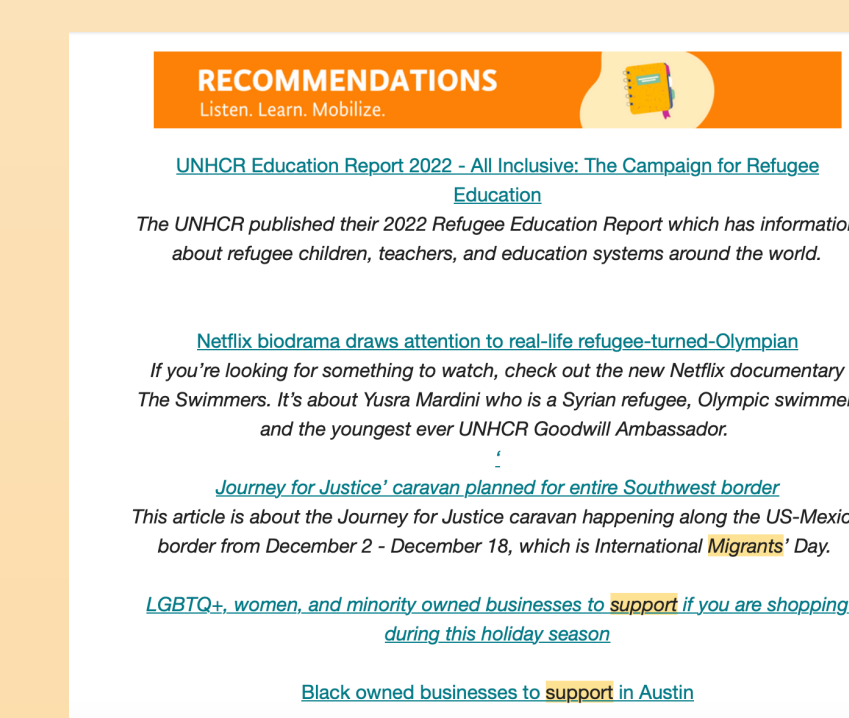 RECOMMENDATIONS
Listen. Learn. Mobilize.
UNHCR Education Report 2022 - All Inclusive: The Campaign for Refugee
Education
The UNHCR published their 2022 Refugee Education Report which has informatio
about refugee children, teachers, and education systems around the world.
Netflix biodrama draws attention to real-life refugee-turned-Olympian
If you’re looking for something to watch, check out the new Netflix documentary
The Swimmers. It’s about Yusra Mardini who is a Syrian refugee, Olympic swimme
and the youngest ever UNHCR Goodwill Ambassador.
‘
Journey for Justice’ caravan planned for entire Southwest border
This article is about the Journey for Justice caravan happening along the US-Mexic
border from December 2 - December 18, which is International Migrants’ Day.
LGBTQ+, women, and minority owned businesses to support if you are shopping
during this holiday season
Black owned businesses to support in Austin